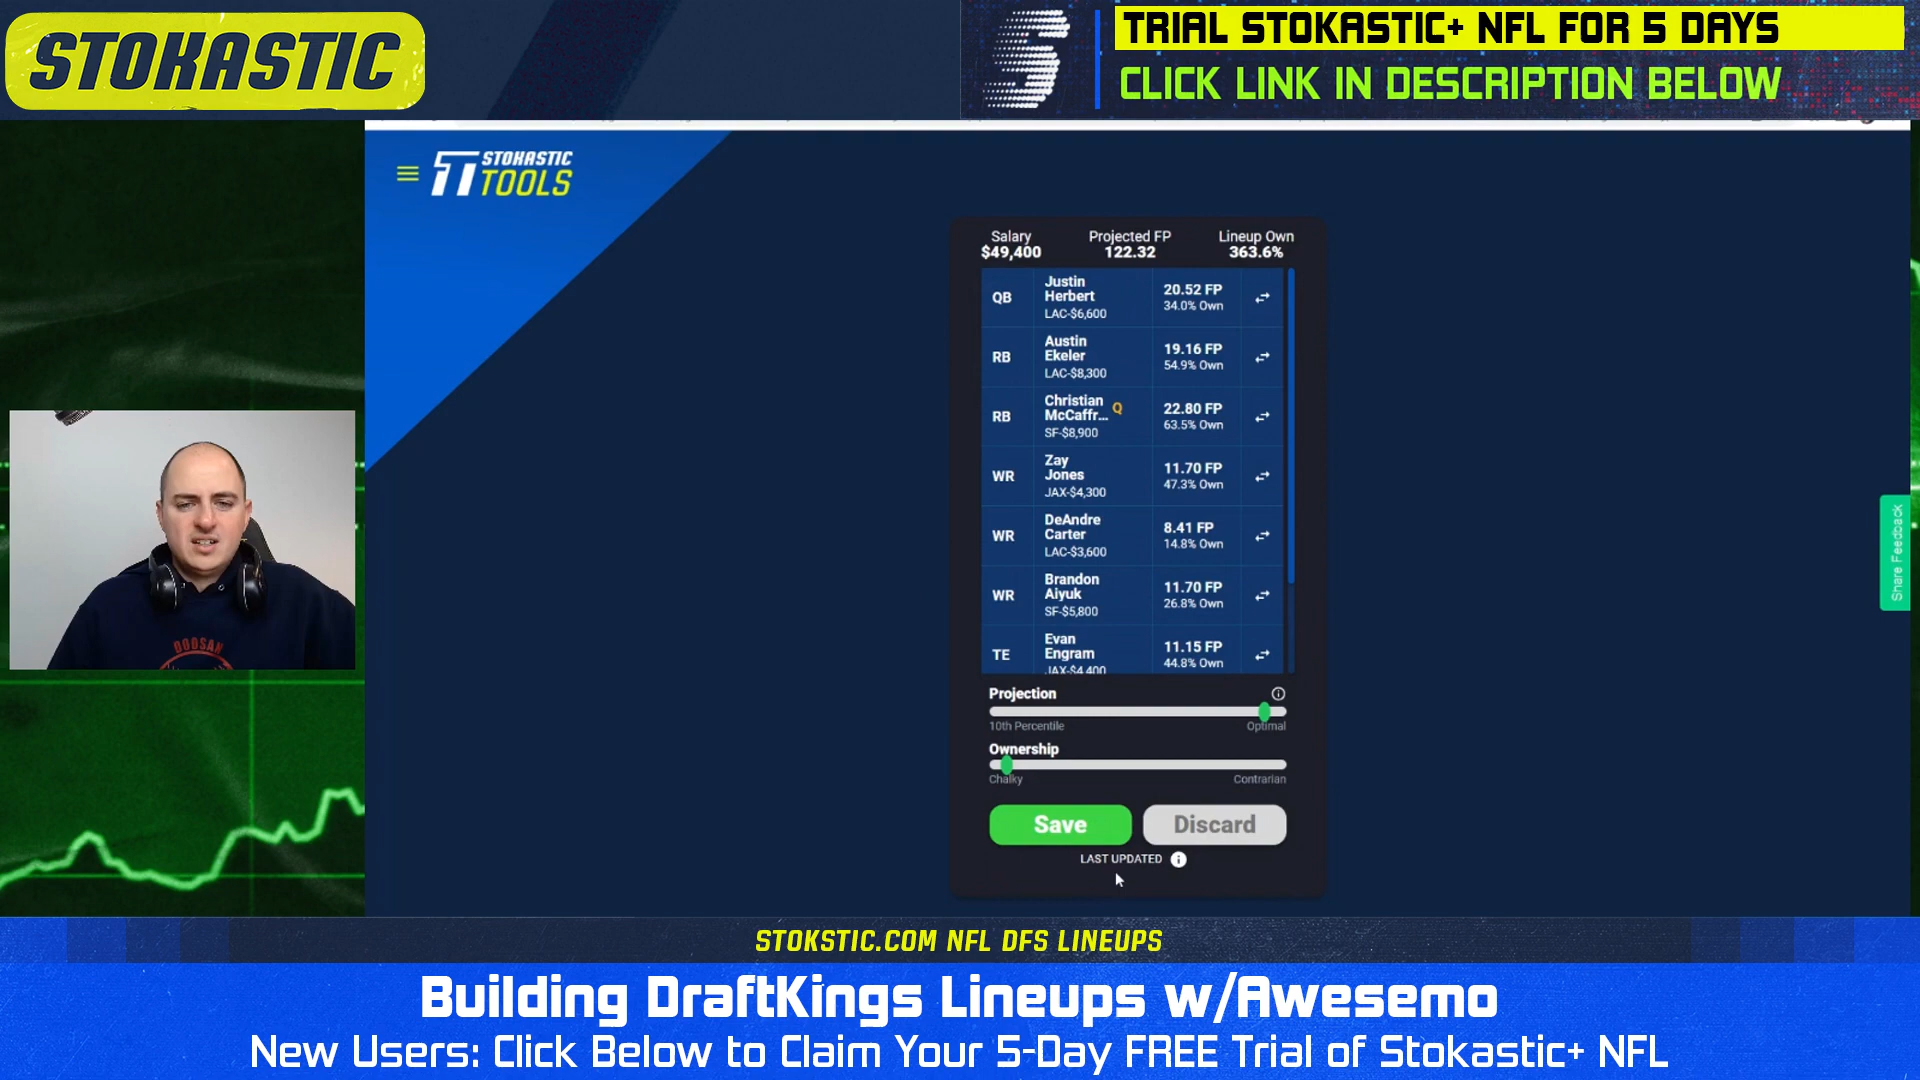 STOKASTIC
TRIAL STOKASTIC+ NFL FOR 5 DAYS
CLICK LINK IN DESCRIPTION BELOW
STOKASTIC
TOOLS
Salary Projected FP Lineup Own
$49,400 122.32 363.6%
QB Justin Herbert LAC-$6,600 20.52 FP 34.0% Own
RB Austin Ekeler LAC-$8,300 19.16 FP 54.9% Own
RB Christian McCaffr... Q SF-$8,900 22.80 FP 63.5% Own
WR Zay Jones JAX-$4,300 11.70 FP 47.3% Own
WR DeAndre Carter LAC-$3,600 8.41 FP 14.8% Own
WR Brandon Aiyuk SF-$5,800 11.70 FP 26.8% Own
TE Evan Engram JAX-$4,400 11.15 FP 44.8% Own
Projection
10th Percentile Optimal
Ownership
Chalky Contrarian
Save Discard
LAST UPDATED
Share Feedback
DOOSAN
STOKSTIC.COM NFL DFS LINEUPS
Building DraftKings Lineups w/Awesemo
New Users: Click Below to Claim Your 5-Day FREE Trial of Stokastic+ NFL